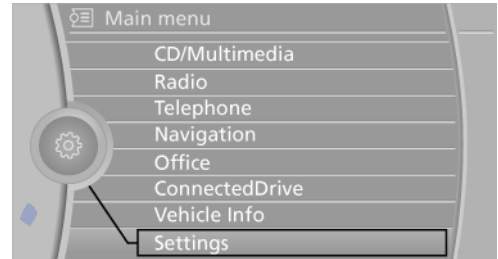 Main menu
CD/Multimedia
Radio
Telephone
Navigation
Office
ConnectedDrive
Vehicle Info
Settings